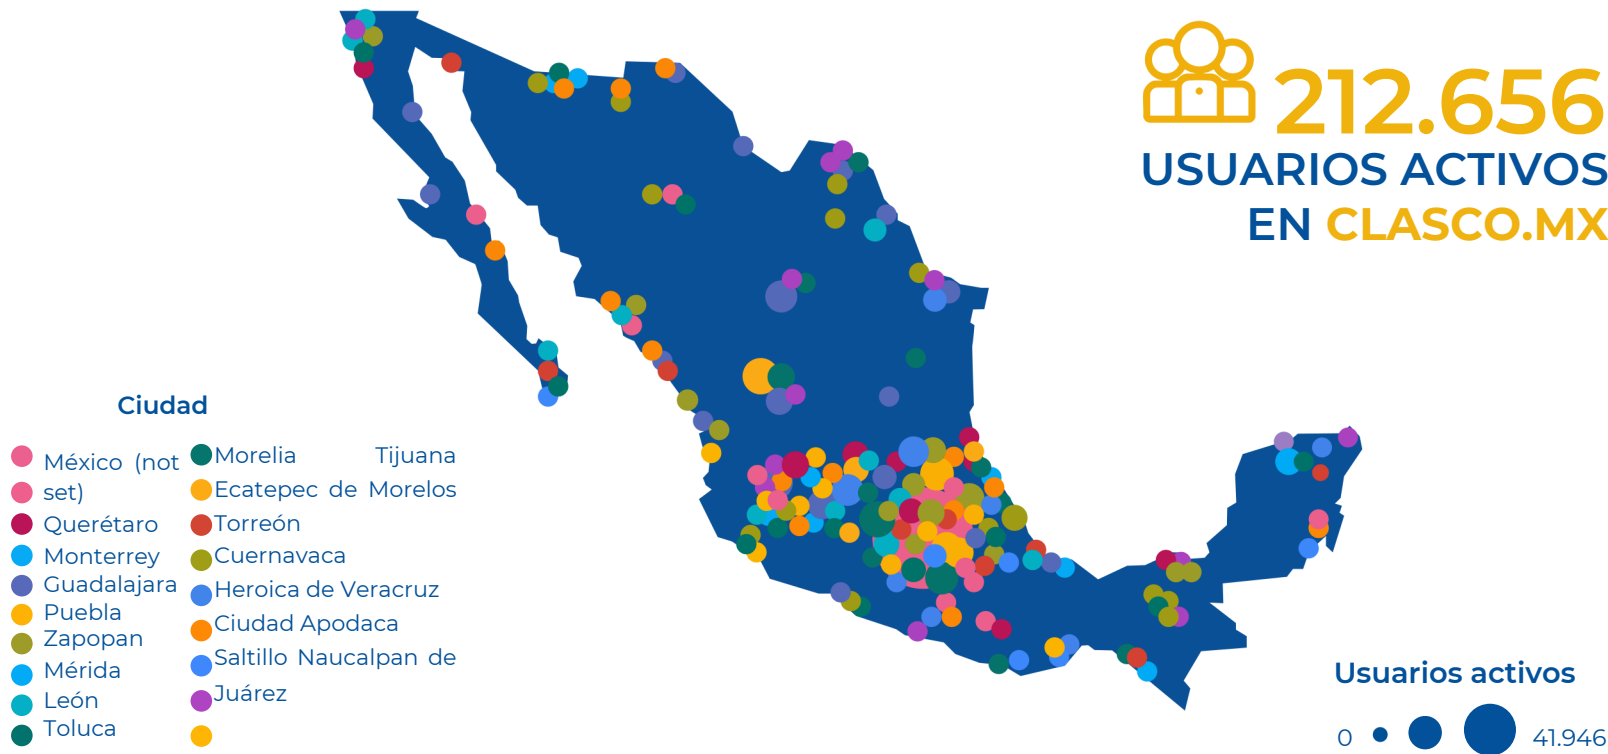 212.656
USUARIOS ACTIVOS
EN CLASCO.MX
Ciudad
México (not
set)
Querétaro
Monterrey
Guadalajara
Puebla
Zapopan
Mérida
León
Toluca
Morelia Tijuana
Ecatepec de Morelos
Torreón
Cuernavaca
Heroica de Veracruz
Ciudad Apodaca
Saltillo Naucalpan de
Juárez
Usuarios activos
0 41.946